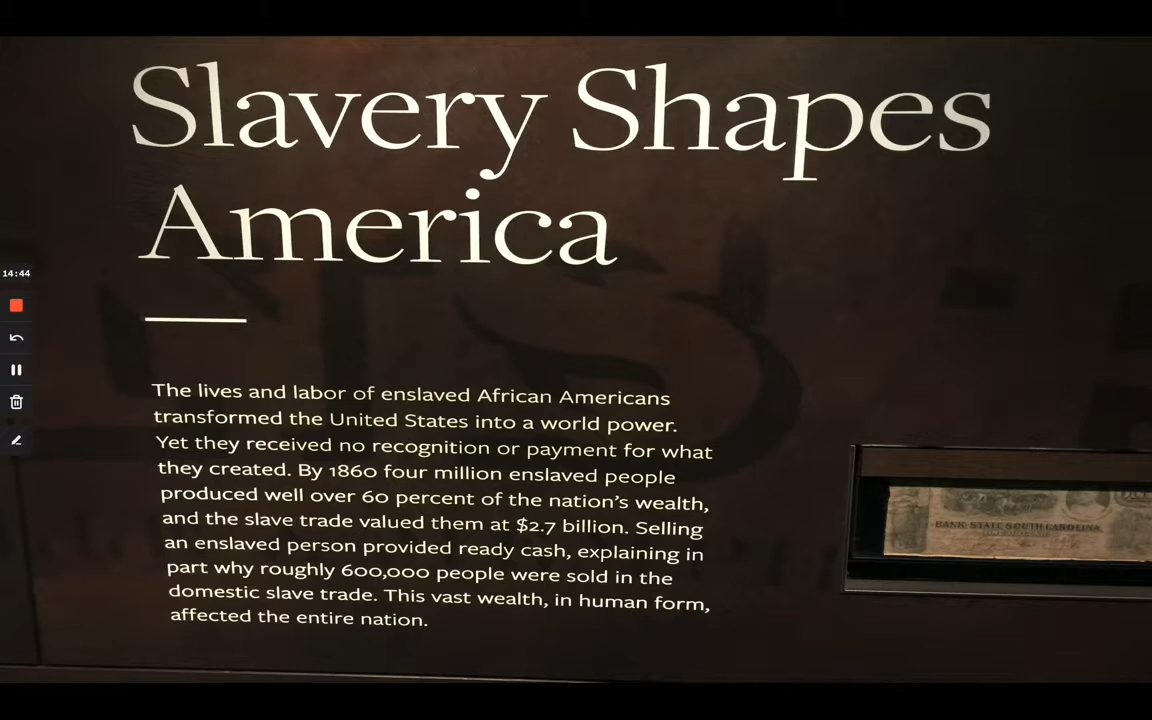 Slavery Shapes
America
14:44
The lives and labor of enslaved African Americans
transformed the United States into a world power.
Yet they received no recognition or payment for what
they created. By 1860 four million enslaved people
produced well over 60 percent of the nation's wealth,
and the slave trade valued them at $2.7 billion. Selling
an enslaved person provided ready cash, explaining in
part why roughly 600,000 people were sold in the
domestic slave trade. This vast wealth, in human form,
affected the entire nation.
BANK STATE SOUTH CAROLINA